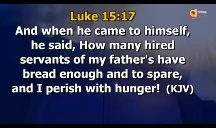 Luke 15:17
And when he came to himself,
he said, How many hired
servants of my father's have
bread enough and to spare,
and I perish with hunger! (KJV)